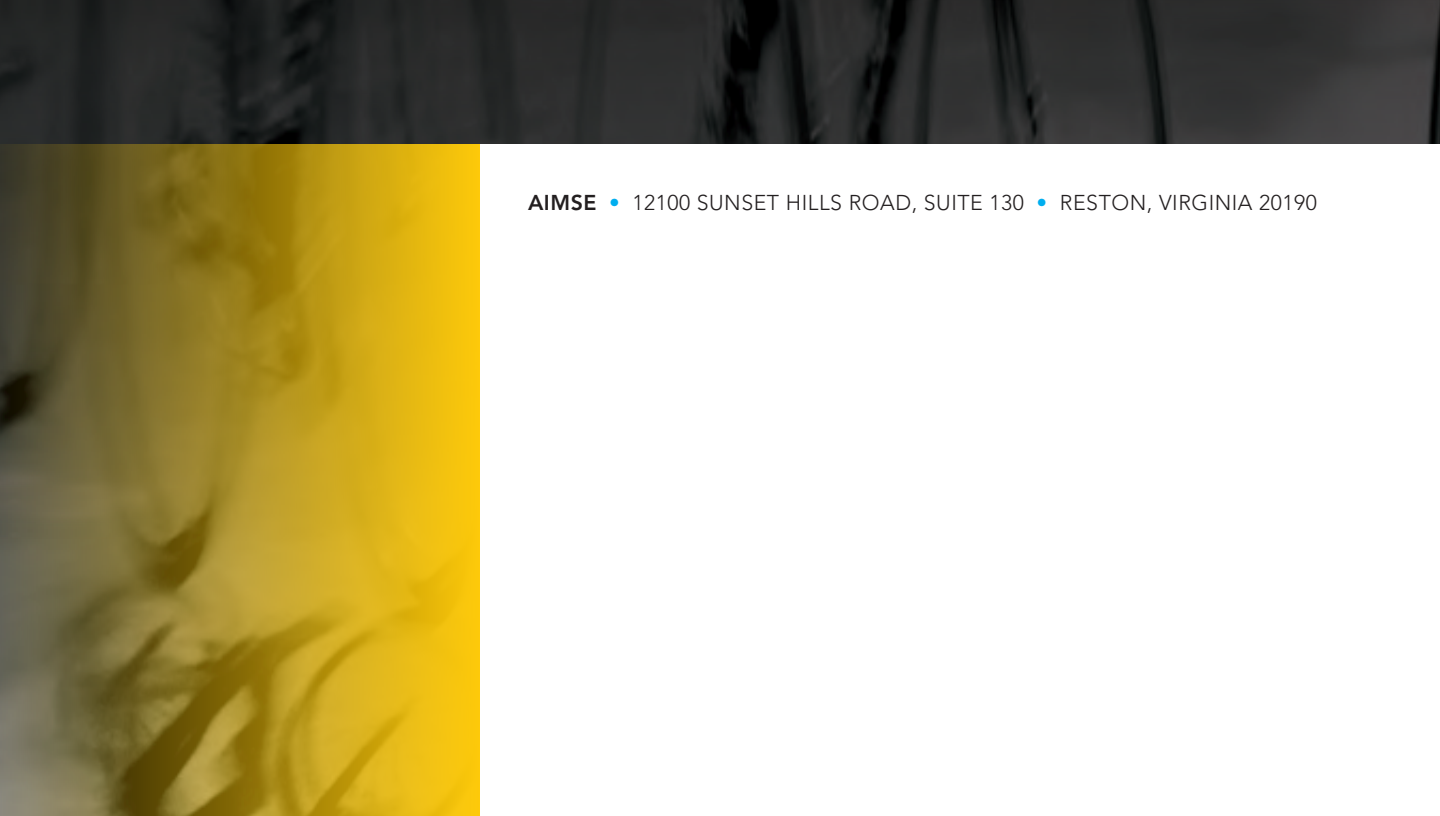 AIMSE • 12100 SUNSET HILLS ROAD, SUITE 130 • RESTON, VIRGINIA 20190